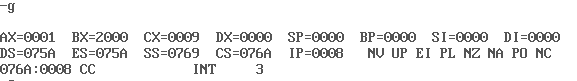 -g
AX=0001 BX=2000 CX=0009 DX=0000 SP=0000 BP=0000 SI=0000 DI=0000
DS=075A ES=075A SS=0769 CS=076A IP=0008 NV UP EI PL NZ NA PO NC
076A:0008 CC INT 3